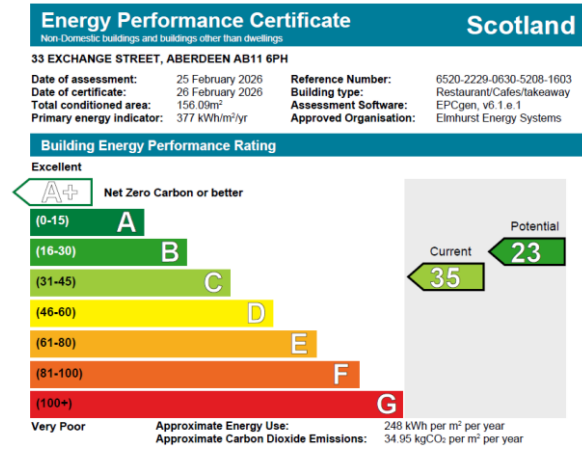 Energy Performance Certificate
Scotland
Non-Domestic buildings and buildings other than dwellings
33 EXCHANGE STREET, ABERDEEN AB11 6PH
Date of assessment: 25 February 2026 Reference Number: 6520-2229-0630-5208-1603
Date of certificate: 26 February 2026 Building type: Restaurant/Cafes/takeaway
Total conditioned area: 156.09m² Assessment Software: EPCgen, v6.1.e.1
Primary energy indicator: 377 kWh/m²/yr Approved Organisation: Elmhurst Energy Systems
Building Energy Performance Rating
Excellent
A+ Net Zero Carbon or better
(0-15) A
Potential
(16-30) B
Current 23
(31-45) C 35
(46-60) D
(61-80) E
(81-100) F
(100+) G
Very Poor Approximate Energy Use: 248 kWh per m² per year
Approximate Carbon Dioxide Emissions: 34.95 kgCO₂ per m² per year